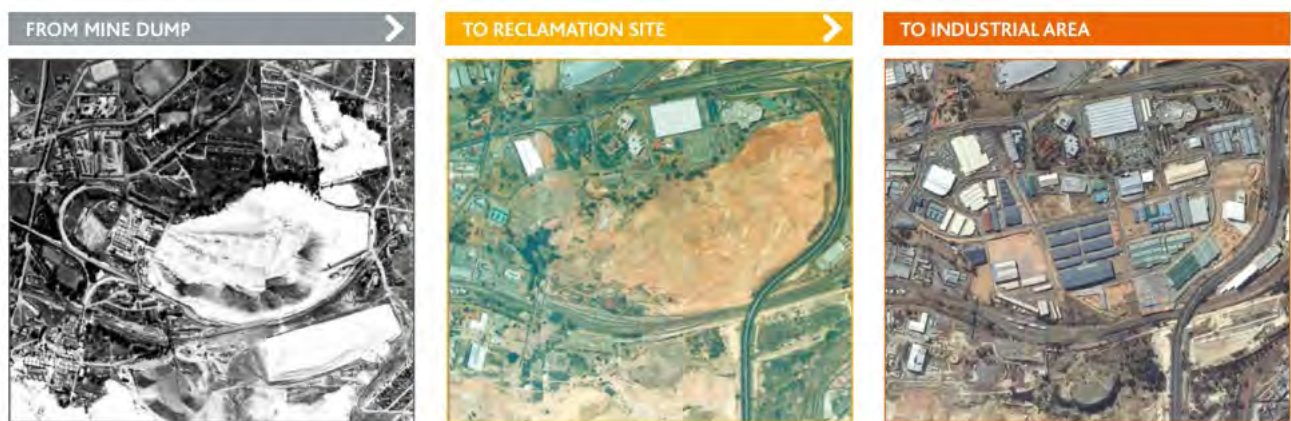 FROM MINE DUMP
TO RECLAMATION SITE
TO INDUSTRIAL AREA